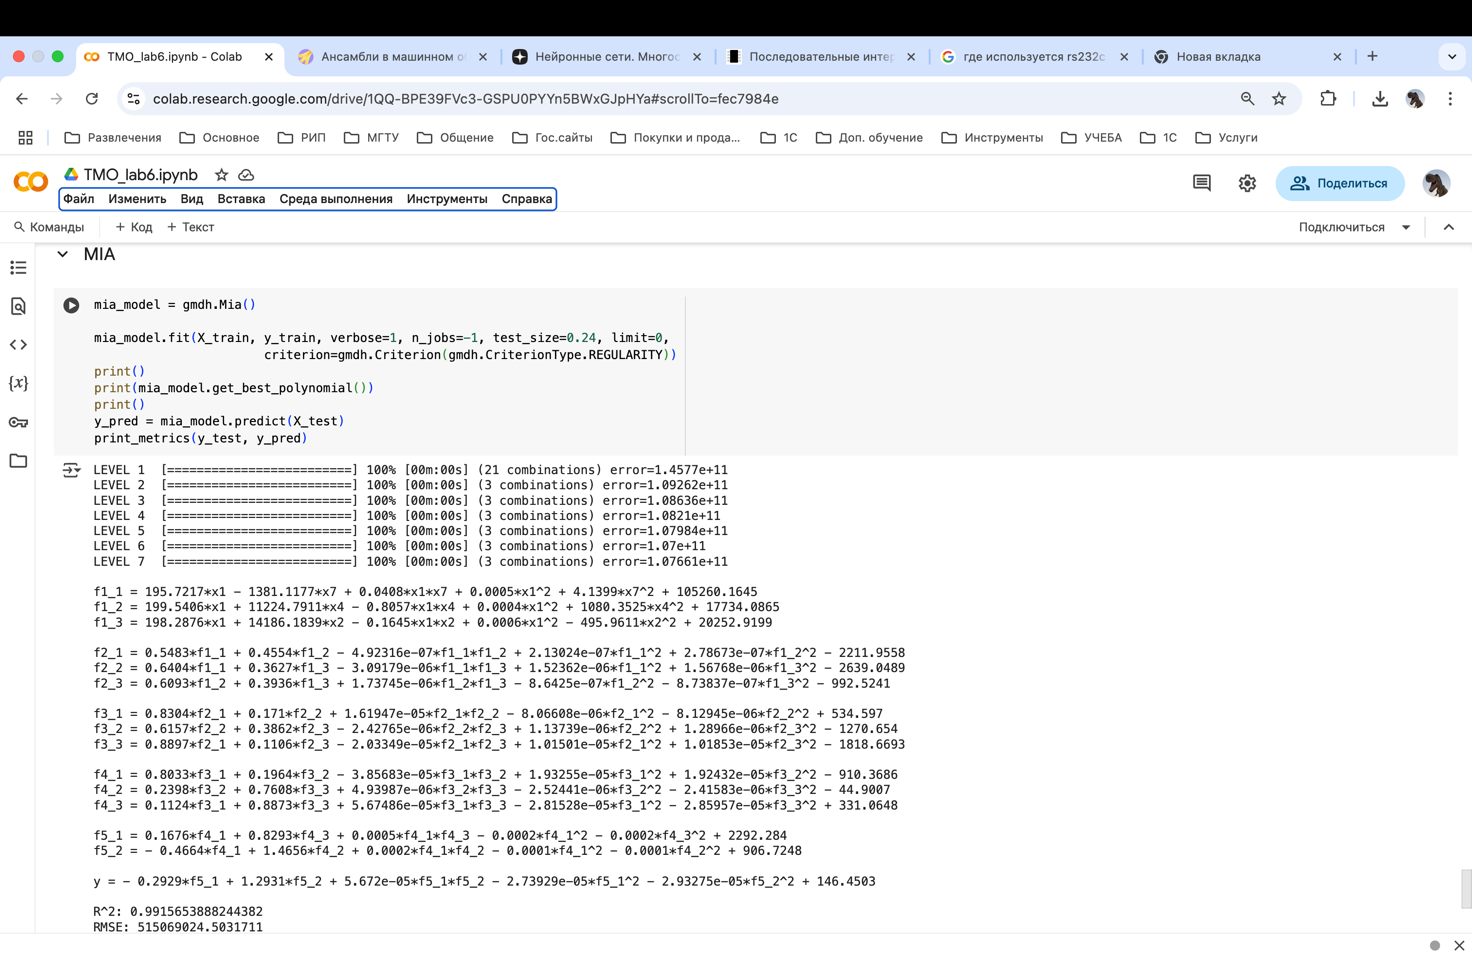 TMO_lab6.ipynb - Colab
Ансамбли в машинном о
Нейронные сети. Многос
Последовательные интер
где используется rs232c
Новая вкладка
colab.research.google.com/drive/1QQ-BPE39FVc3-GSPU0PYYn5BWxGJpHYa#scrollTo=fec7984e
Развлечения
Основное
РИП
МГТУ
Общение
Гос.сайты
Покупки и прода...
1С
Доп. обучение
Инструменты
УЧЕБА
1С
Услуги
TMO_lab6.ipynb
Файл Изменить Вид Вставка Среда выполнения Инструменты Справка
Поделиться
Команды + Код + Текст
Подключиться
MIA
mia_model = gmdh.Mia()
mia_model.fit(X_train, y_train, verbose=1, n_jobs=-1, test_size=0.24, limit=0,
criterion=gmdh.Criterion(gmdh.CriterionType.REGULARITY))
print()
print(mia_model.get_best_polynomial())
print()
y_pred = mia_model.predict(X_test)
print_metrics(y_test, y_pred)
LEVEL 1 [=========================] 100% [00m:00s] (21 combinations) error=1.4577e+11
LEVEL 2 [=========================] 100% [00m:00s] (3 combinations) error=1.09262e+11
LEVEL 3 [=========================] 100% [00m:00s] (3 combinations) error=1.08636e+11
LEVEL 4 [=========================] 100% [00m:00s] (3 combinations) error=1.0821e+11
LEVEL 5 [=========================] 100% [00m:00s] (3 combinations) error=1.07984e+11
LEVEL 6 [=========================] 100% [00m:00s] (3 combinations) error=1.07e+11
LEVEL 7 [=========================] 100% [00m:00s] (3 combinations) error=1.07661e+11
f1_1 = 195.7217*x1 - 1381.1177*x7 + 0.0408*x1*x7 + 0.0005*x1^2 + 4.1399*x7^2 + 105260.1645
f1_2 = 199.5406*x1 + 11224.7911*x4 - 0.8057*x1*x4 + 0.0004*x1^2 + 1080.3525*x4^2 + 17734.0865
f1_3 = 198.2876*x1 + 14186.1839*x2 - 0.1645*x1*x2 + 0.0006*x1^2 - 495.9611*x2^2 + 20252.9199
f2_1 = 0.5483*f1_1 + 0.4554*f1_2 - 4.92316e-07*f1_1*f1_2 + 2.13024e-07*f1_1^2 + 2.78673e-07*f1_2^2 - 2211.9558
f2_2 = 0.6404*f1_1 + 0.3627*f1_3 - 3.09179e-06*f1_1*f1_3 + 1.52362e-06*f1_1^2 + 1.56768e-06*f1_3^2 - 2639.0489
f2_3 = 0.6093*f1_2 + 0.3936*f1_3 + 1.73745e-06*f1_2*f1_3 - 8.6425e-07*f1_2^2 - 8.73837e-07*f1_3^2 - 992.5241
f3_1 = 0.8304*f2_1 + 0.171*f2_2 + 1.61947e-05*f2_1*f2_2 - 8.06608e-06*f2_1^2 - 8.12945e-06*f2_2^2 + 534.597
f3_2 = 0.6157*f2_2 + 0.3862*f2_3 - 2.42765e-06*f2_2*f2_3 + 1.13739e-06*f2_2^2 + 1.28966e-06*f2_3^2 - 1270.654
f3_3 = 0.8897*f2_1 + 0.1106*f2_3 - 2.03349e-05*f2_1*f2_3 + 1.01501e-05*f2_1^2 + 1.01853e-05*f2_3^2 - 1818.6693
f4_1 = 0.8033*f3_1 + 0.1964*f3_2 - 3.85683e-05*f3_1*f3_2 + 1.93255e-05*f3_1^2 + 1.92432e-05*f3_2^2 - 910.3686
f4_2 = 0.2398*f3_2 + 0.7608*f3_3 + 4.93987e-06*f3_2*f3_3 - 2.52441e-06*f3_2^2 - 2.41583e-06*f3_3^2 - 44.9007
f4_3 = 0.1124*f3_1 + 0.8873*f3_3 + 5.67486e-05*f3_1*f3_3 - 2.81528e-05*f3_1^2 - 2.85957e-05*f3_3^2 + 331.0648
f5_1 = 0.1676*f4_1 + 0.8293*f4_3 + 0.0005*f4_1*f4_3 - 0.0002*f4_1^2 - 0.0002*f4_3^2 + 2292.284
f5_2 = - 0.4664*f4_1 + 1.4656*f4_2 + 0.0002*f4_1*f4_2 - 0.0001*f4_1^2 - 0.0001*f4_2^2 + 906.7248
y = - 0.2929*f5_1 + 1.2931*f5_2 + 5.672e-05*f5_1*f5_2 - 2.73929e-05*f5_1^2 - 2.93275e-05*f5_2^2 + 146.4503
R^2: 0.9915653888244382
RMSE: 515069024.5031711